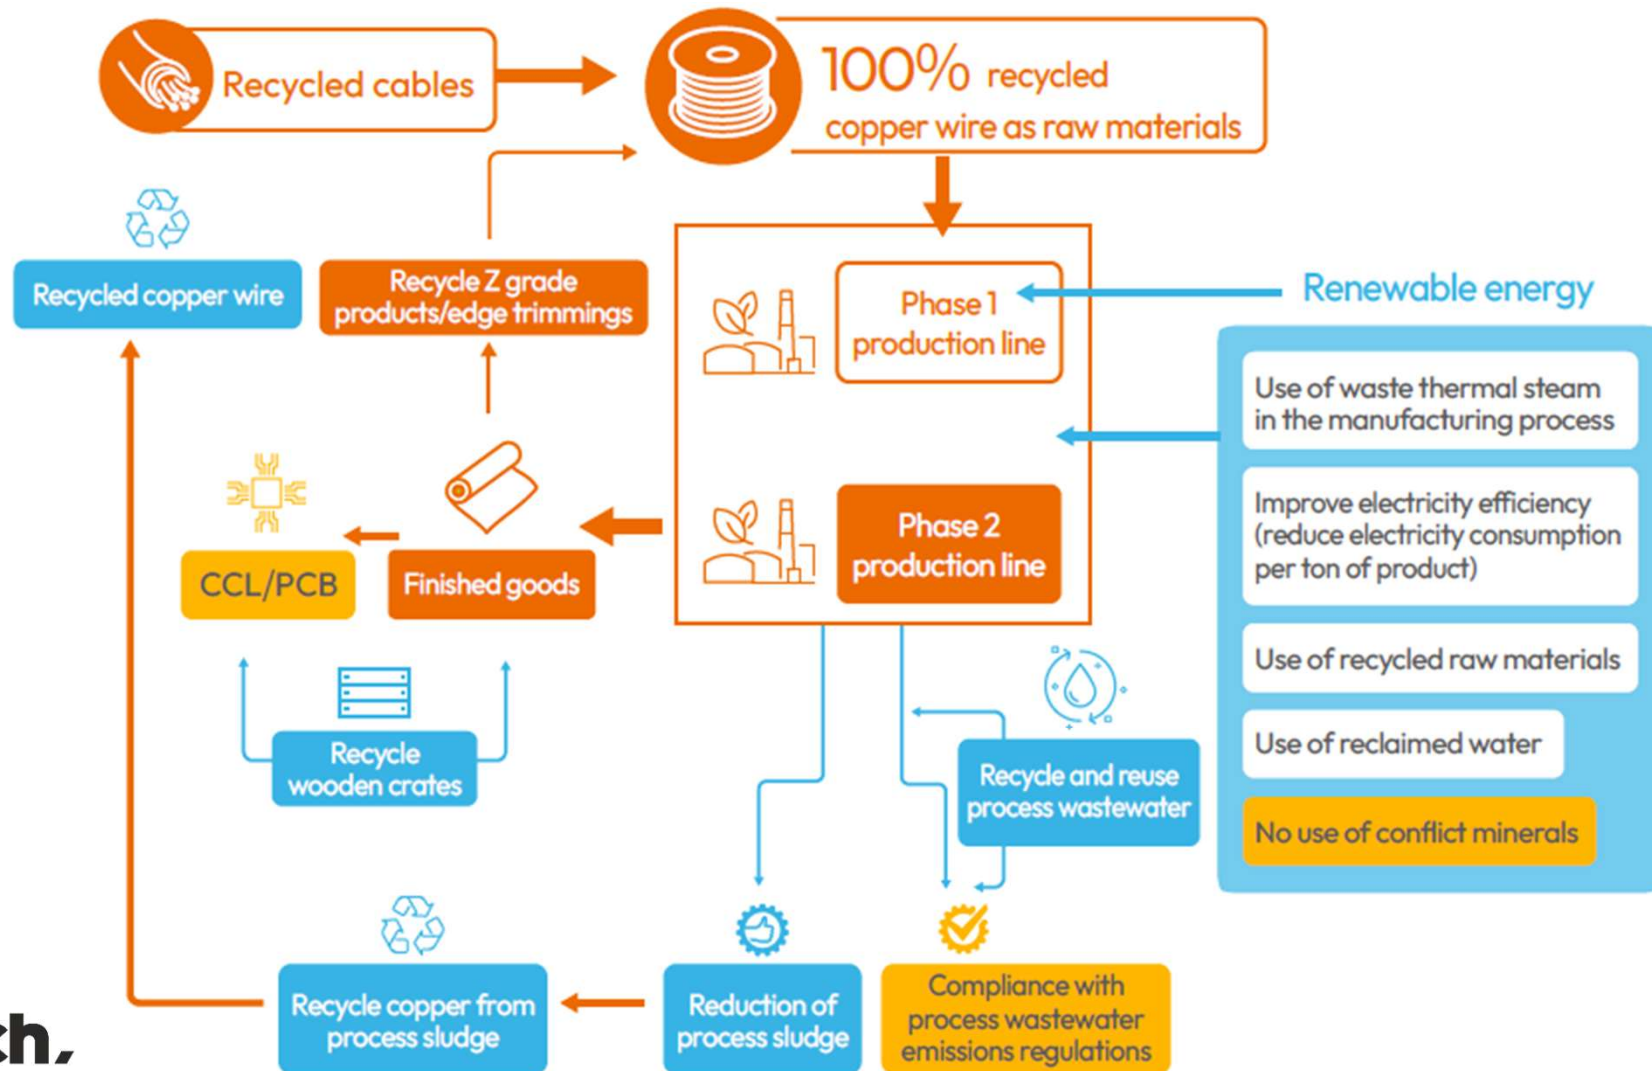 Recycled cables
100% recycled
copper wire as raw materials
Recycled copper wire
Recycle Z grade
products/edge trimmings
Phase 1
production line
Renewable energy
Use of waste thermal steam
in the manufacturing process
Improve electricity efficiency
(reduce electricity consumption
per ton of product)
Use of recycled raw materials
Use of reclaimed water
No use of conflict minerals
Phase 2
production line
CCL/PCB
Finished goods
Recycle
wooden crates
Recycle and reuse
process wastewater
Recycle copper from
process sludge
Reduction of
process sludge
Compliance with
process wastewater
emissions regulations